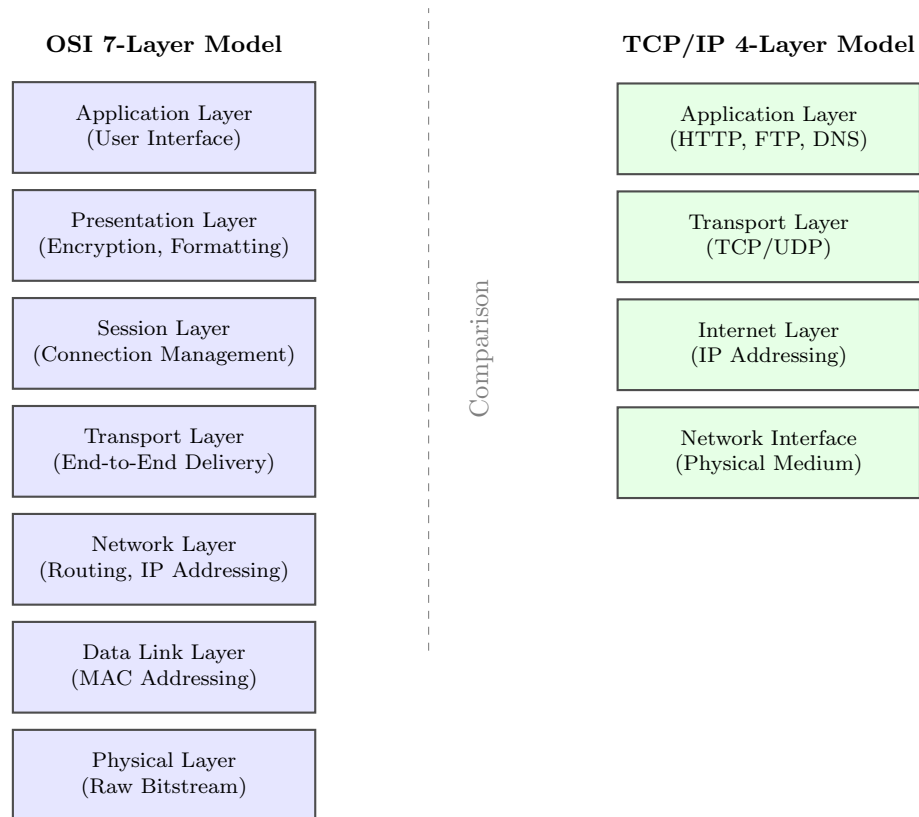 OSI 7-Layer Model
Application Layer
(User Interface)
Presentation Layer
(Encryption, Formatting)
Session Layer
(Connection Management)
Transport Layer
(End-to-End Delivery)
Network Layer
(Routing, IP Addressing)
Data Link Layer
(MAC Addressing)
Physical Layer
(Raw Bitstream)
Comparison
TCP/IP 4-Layer Model
Application Layer
(HTTP, FTP, DNS)
Transport Layer
(TCP/UDP)
Internet Layer
(IP Addressing)
Network Interface
(Physical Medium)